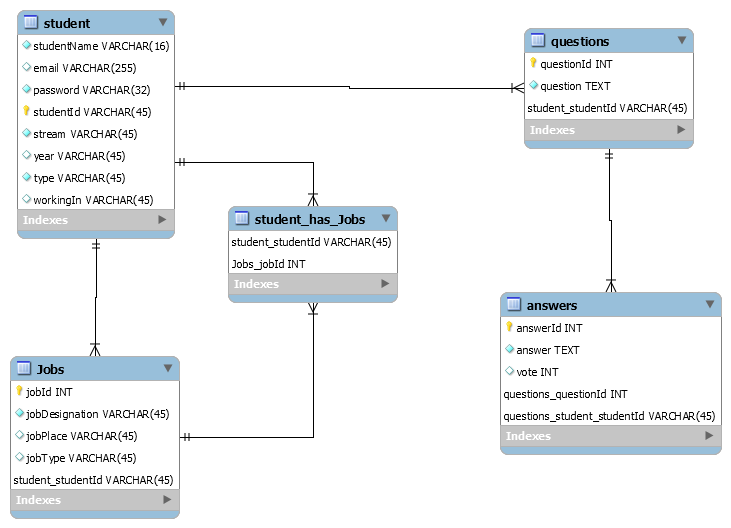 student
studentName VARCHAR(16)
email VARCHAR(255)
password VARCHAR(32)
studentId VARCHAR(45)
stream VARCHAR(45)
year VARCHAR(45)
type VARCHAR(45)
workingIn VARCHAR(45)
Indexes
questions
questionId INT
question TEXT
student_studentId VARCHAR(45)
Indexes
student_has_Jobs
student_studentId VARCHAR(45)
Jobs_jobId INT
Indexes
Jobs
jobId INT
jobDesignation VARCHAR(45)
jobPlace VARCHAR(45)
jobType VARCHAR(45)
student_studentId VARCHAR(45)
Indexes
answers
answerId INT
answer TEXT
vote INT
questions_questionId INT
questions_student_studentId VARCHAR(45)
Indexes